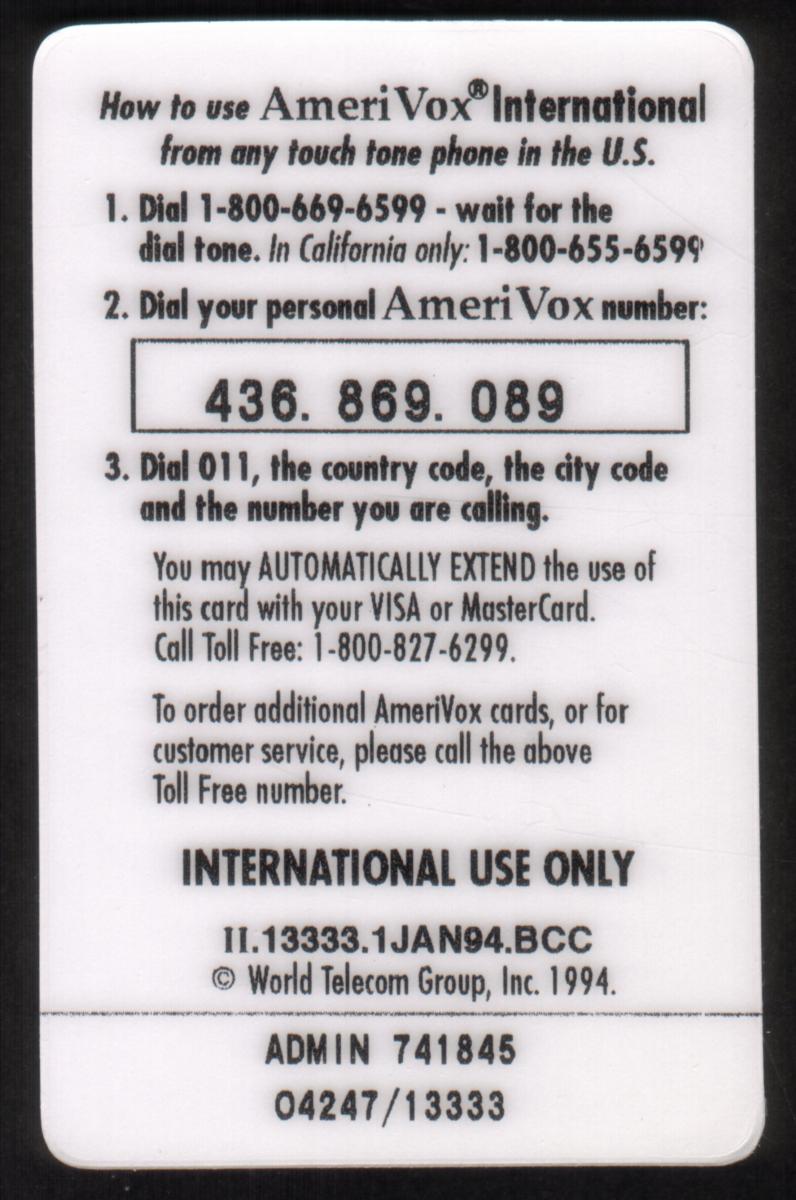 How to use AmeriVox® International
from any touch tone phone in the U.S.
1. Dial 1-800-669-6599 - wait for the
dial tone. In California only: 1-800-655-6599
2. Dial your personal AmeriVox number:
436. 869. 089
3. Dial 011, the country code, the city code
and the number you are calling.
You may AUTOMATICALLY EXTEND the use of
this card with your VISA or MasterCard.
Call Toll Free: 1-800-827-6299.
To order additional AmeriVox cards, or for
customer service, please call the above
Toll Free number.
INTERNATIONAL USE ONLY
II.13333.1JAN94.BCC
© World Telecom Group, Inc. 1994.
ADMIN 741845
04247/13333